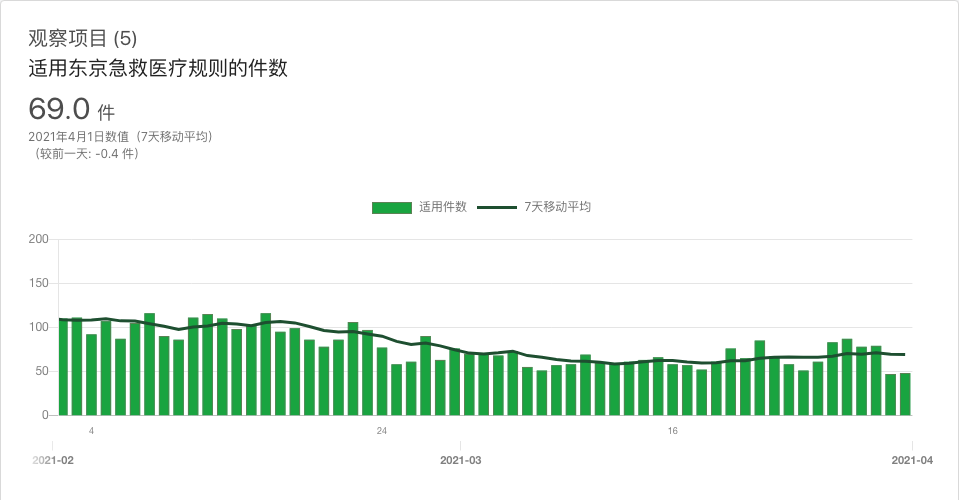 观察项目 (5)
适用东京急救医疗规则的件数
69.0 件
2021年4月1日数值（7天移动平均）
（较前一天: -0.4 件）
适用件数 7天移动平均
200
150
100
50
0
4 24 16
2021-02 2021-03 2021-04